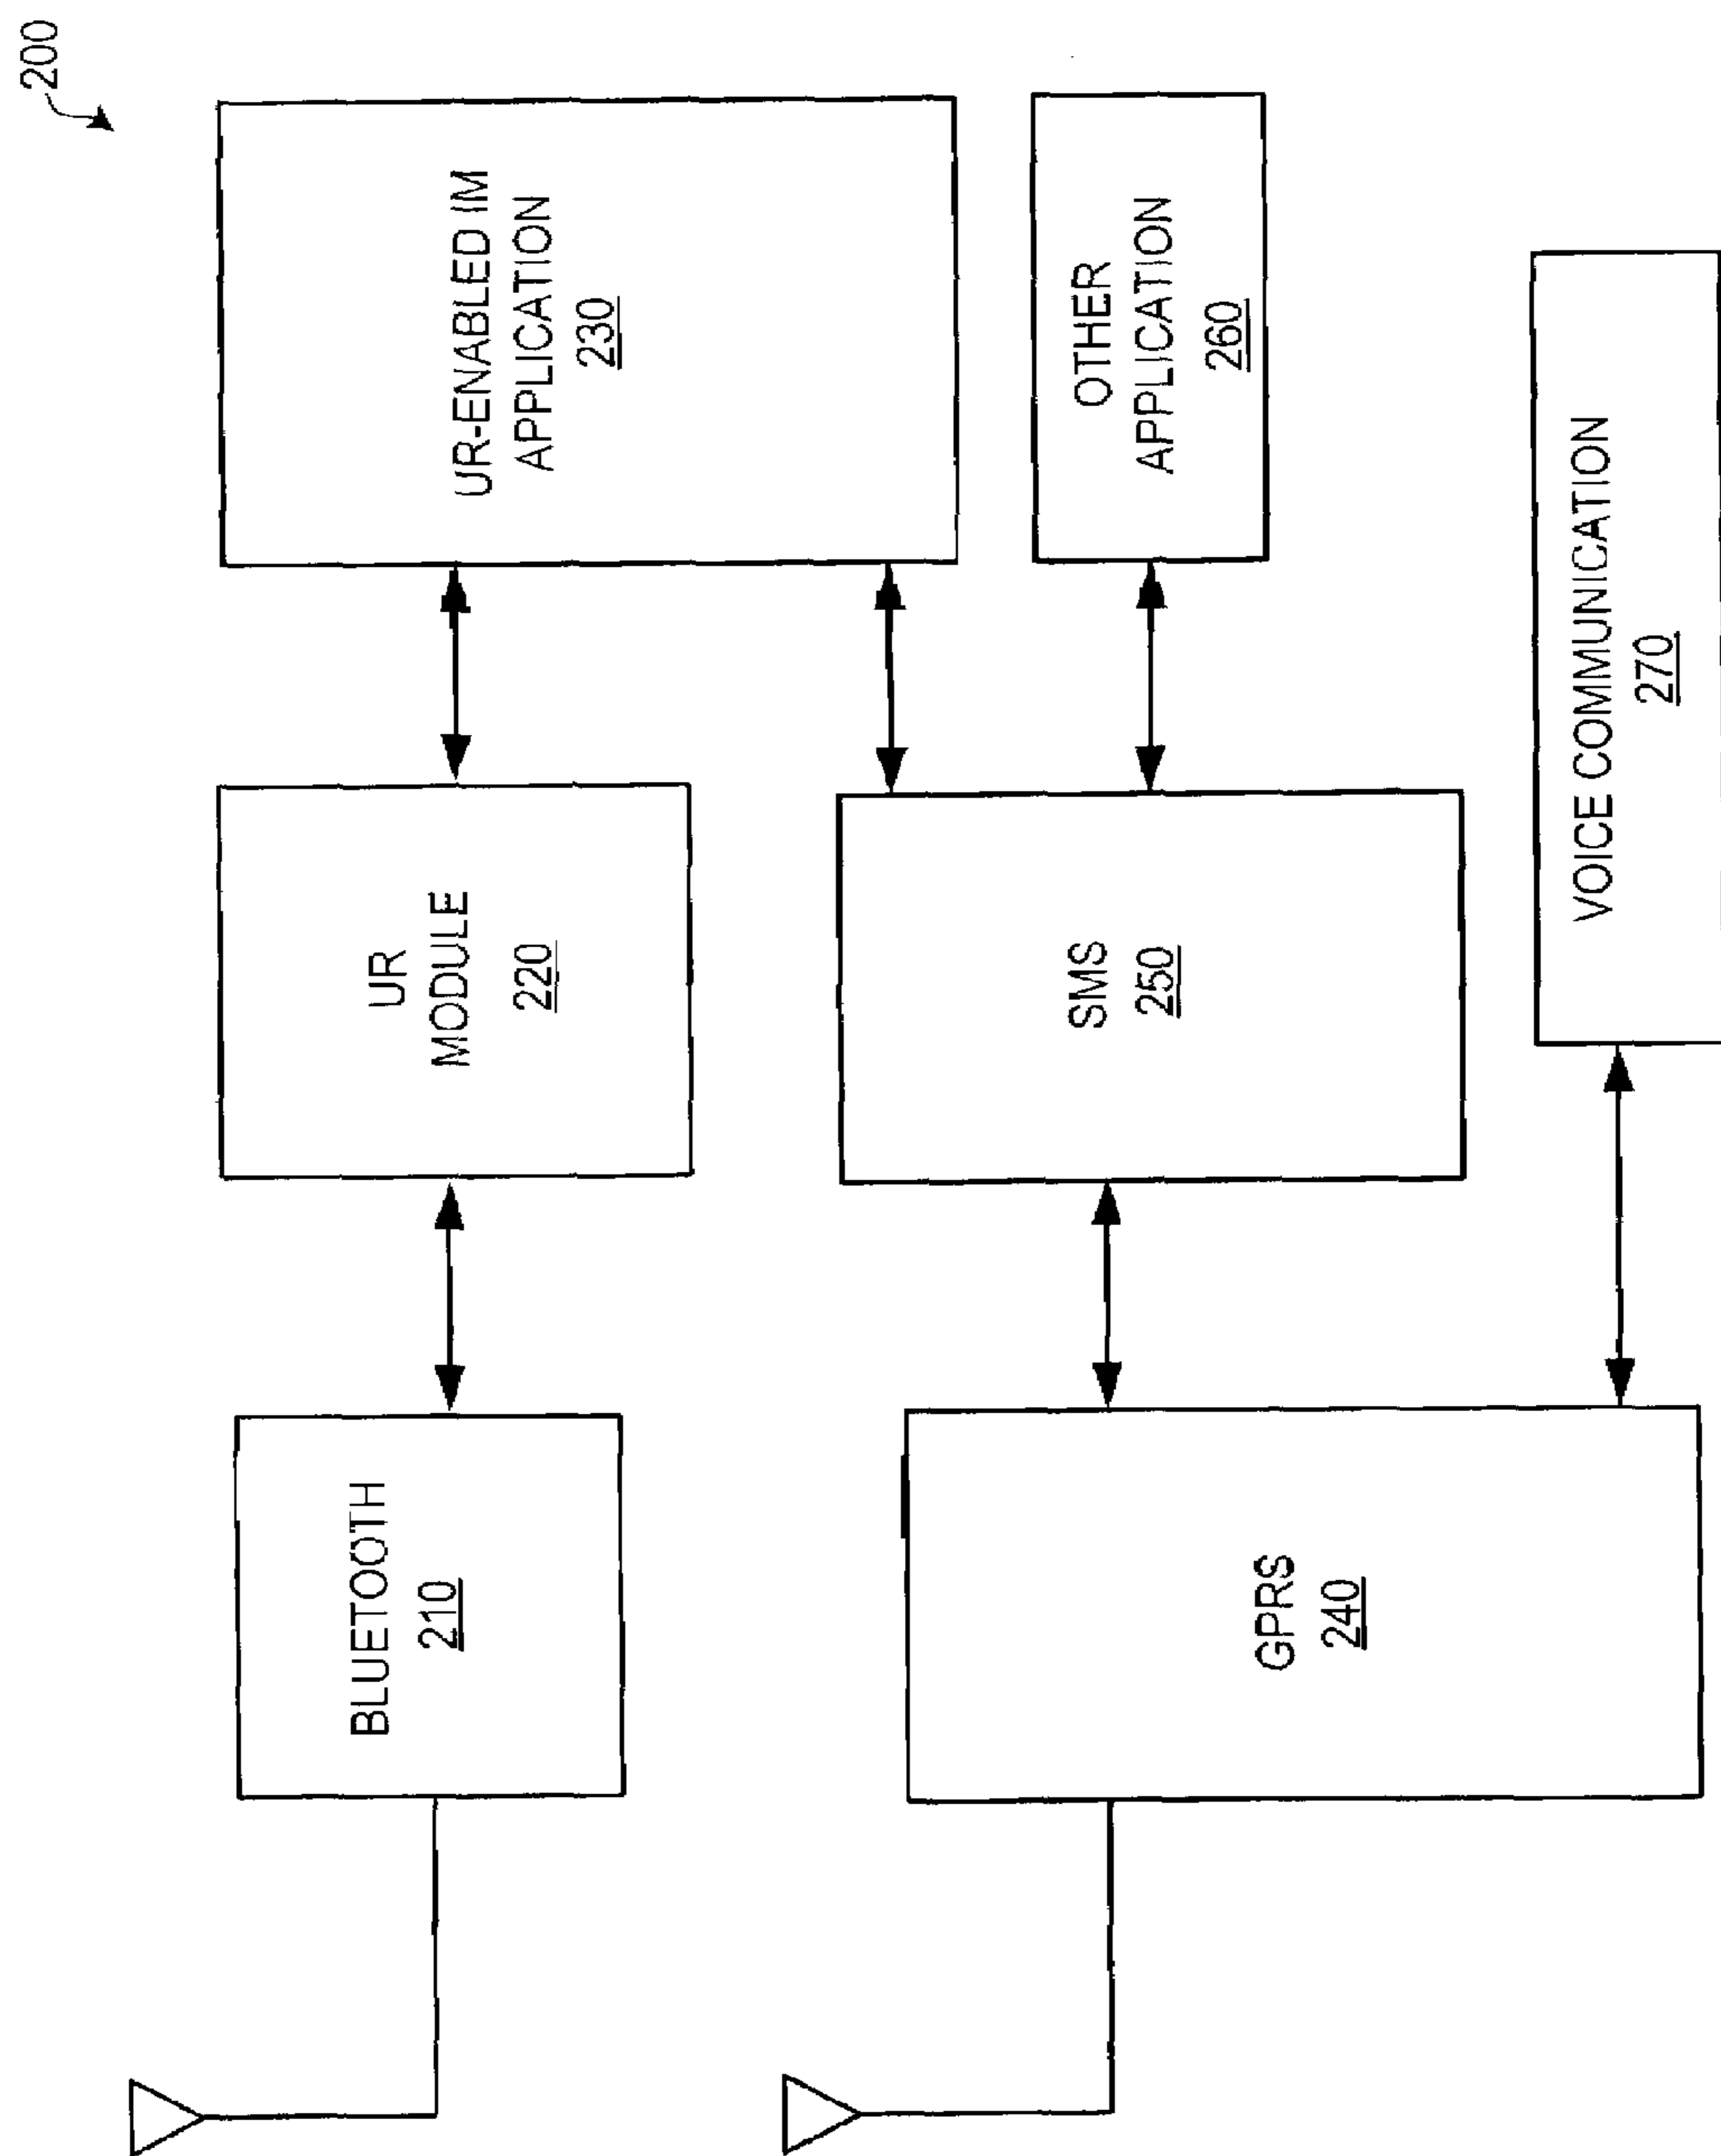 200
BLUETOOTH
210
UR
MODULE
220
UR-ENABLED IM
APPLICATION
230
GPRS
240
SMS
250
OTHER
APPLICATION
260
VOICE COMMUNICATION
270